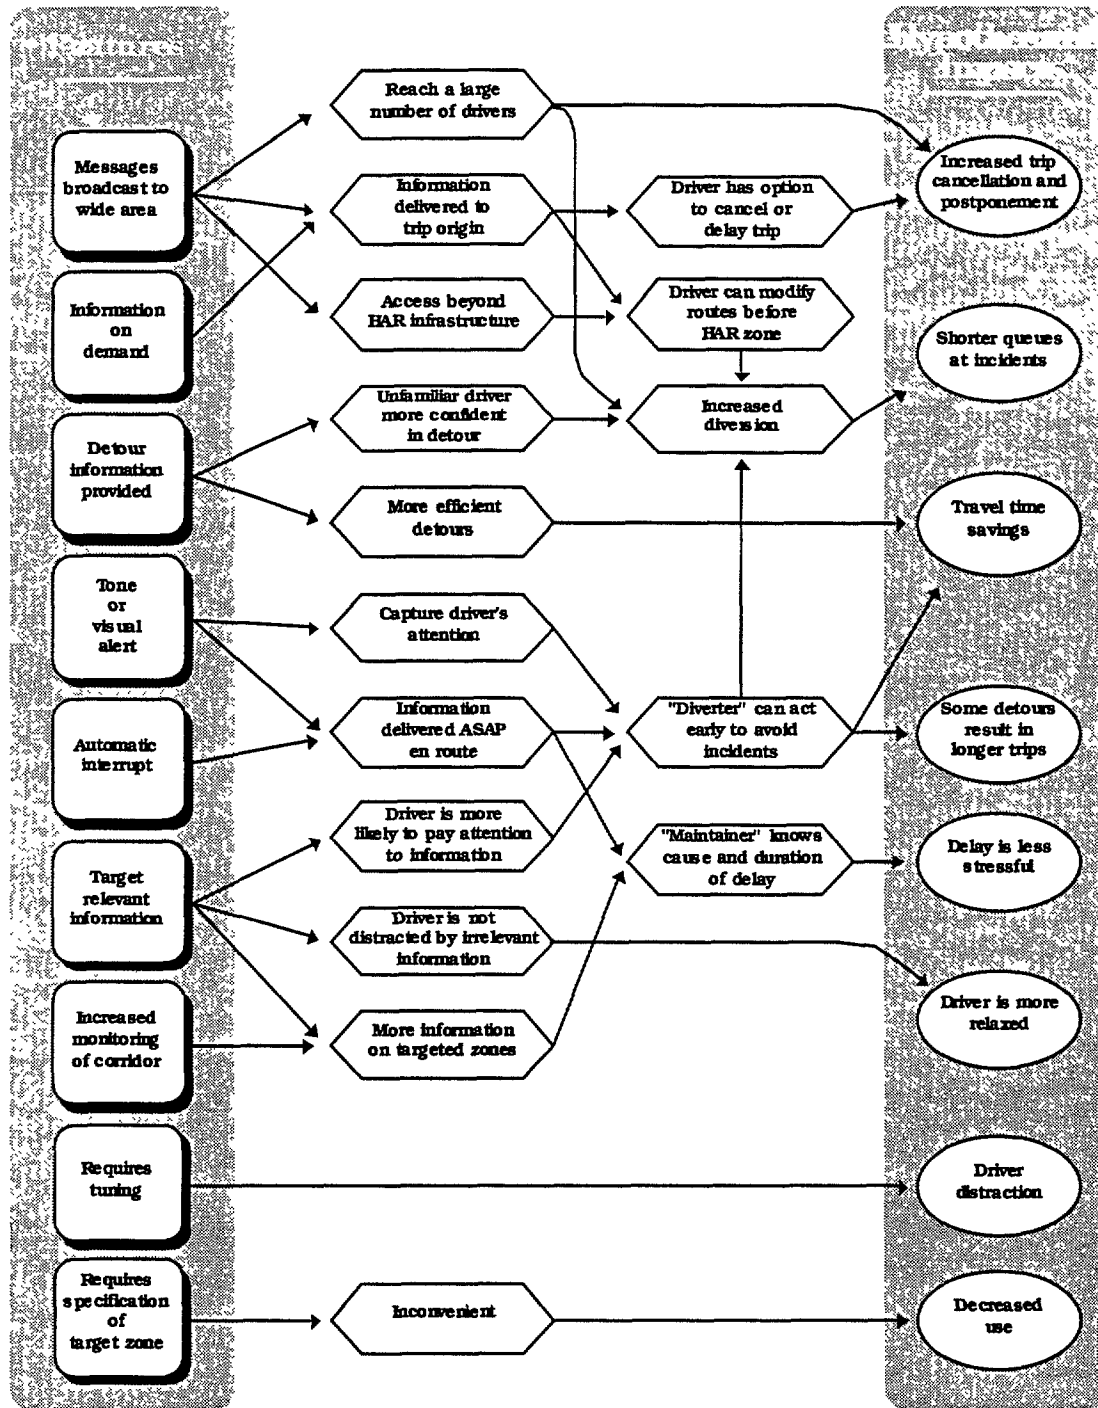 Features
Reach a large
number of drivers
Messages
broadcast to
wide area
Information
delivered to
trip origin
Driver has option
to cancel or
delay trip
Increased trip
cancellation and
postponement
Information
on
demand
Access beyond
HAR infrastructure
Driver can modify
routes before
HAR zone
Shorter queues
at incidents
Unfamiliar driver
more confident
in detour
Increased
diversion
Detour
information
provided
More efficient
detours
Travel time
savings
Tone
or
visual
alert
Capture driver's
attention
Automatic
interrupt
Information
delivered ASAP
en route
"Diverter" can act
early to avoid
incidents
Some detours
result in
longer trips
Driver is more
likely to pay attention
to information
"Maintainer" knows
cause and duration
of delay
Delay is less
stressful
Target
relevant
information
Driver is not
distracted by irrelevant
information
Driver is more
relaxed
Increased
monitoring
of corridor
More information
on targeted zones
Requires
tuning
Driver
distraction
Requires
specification
of
target zone
Inconvenient
Decreased
use